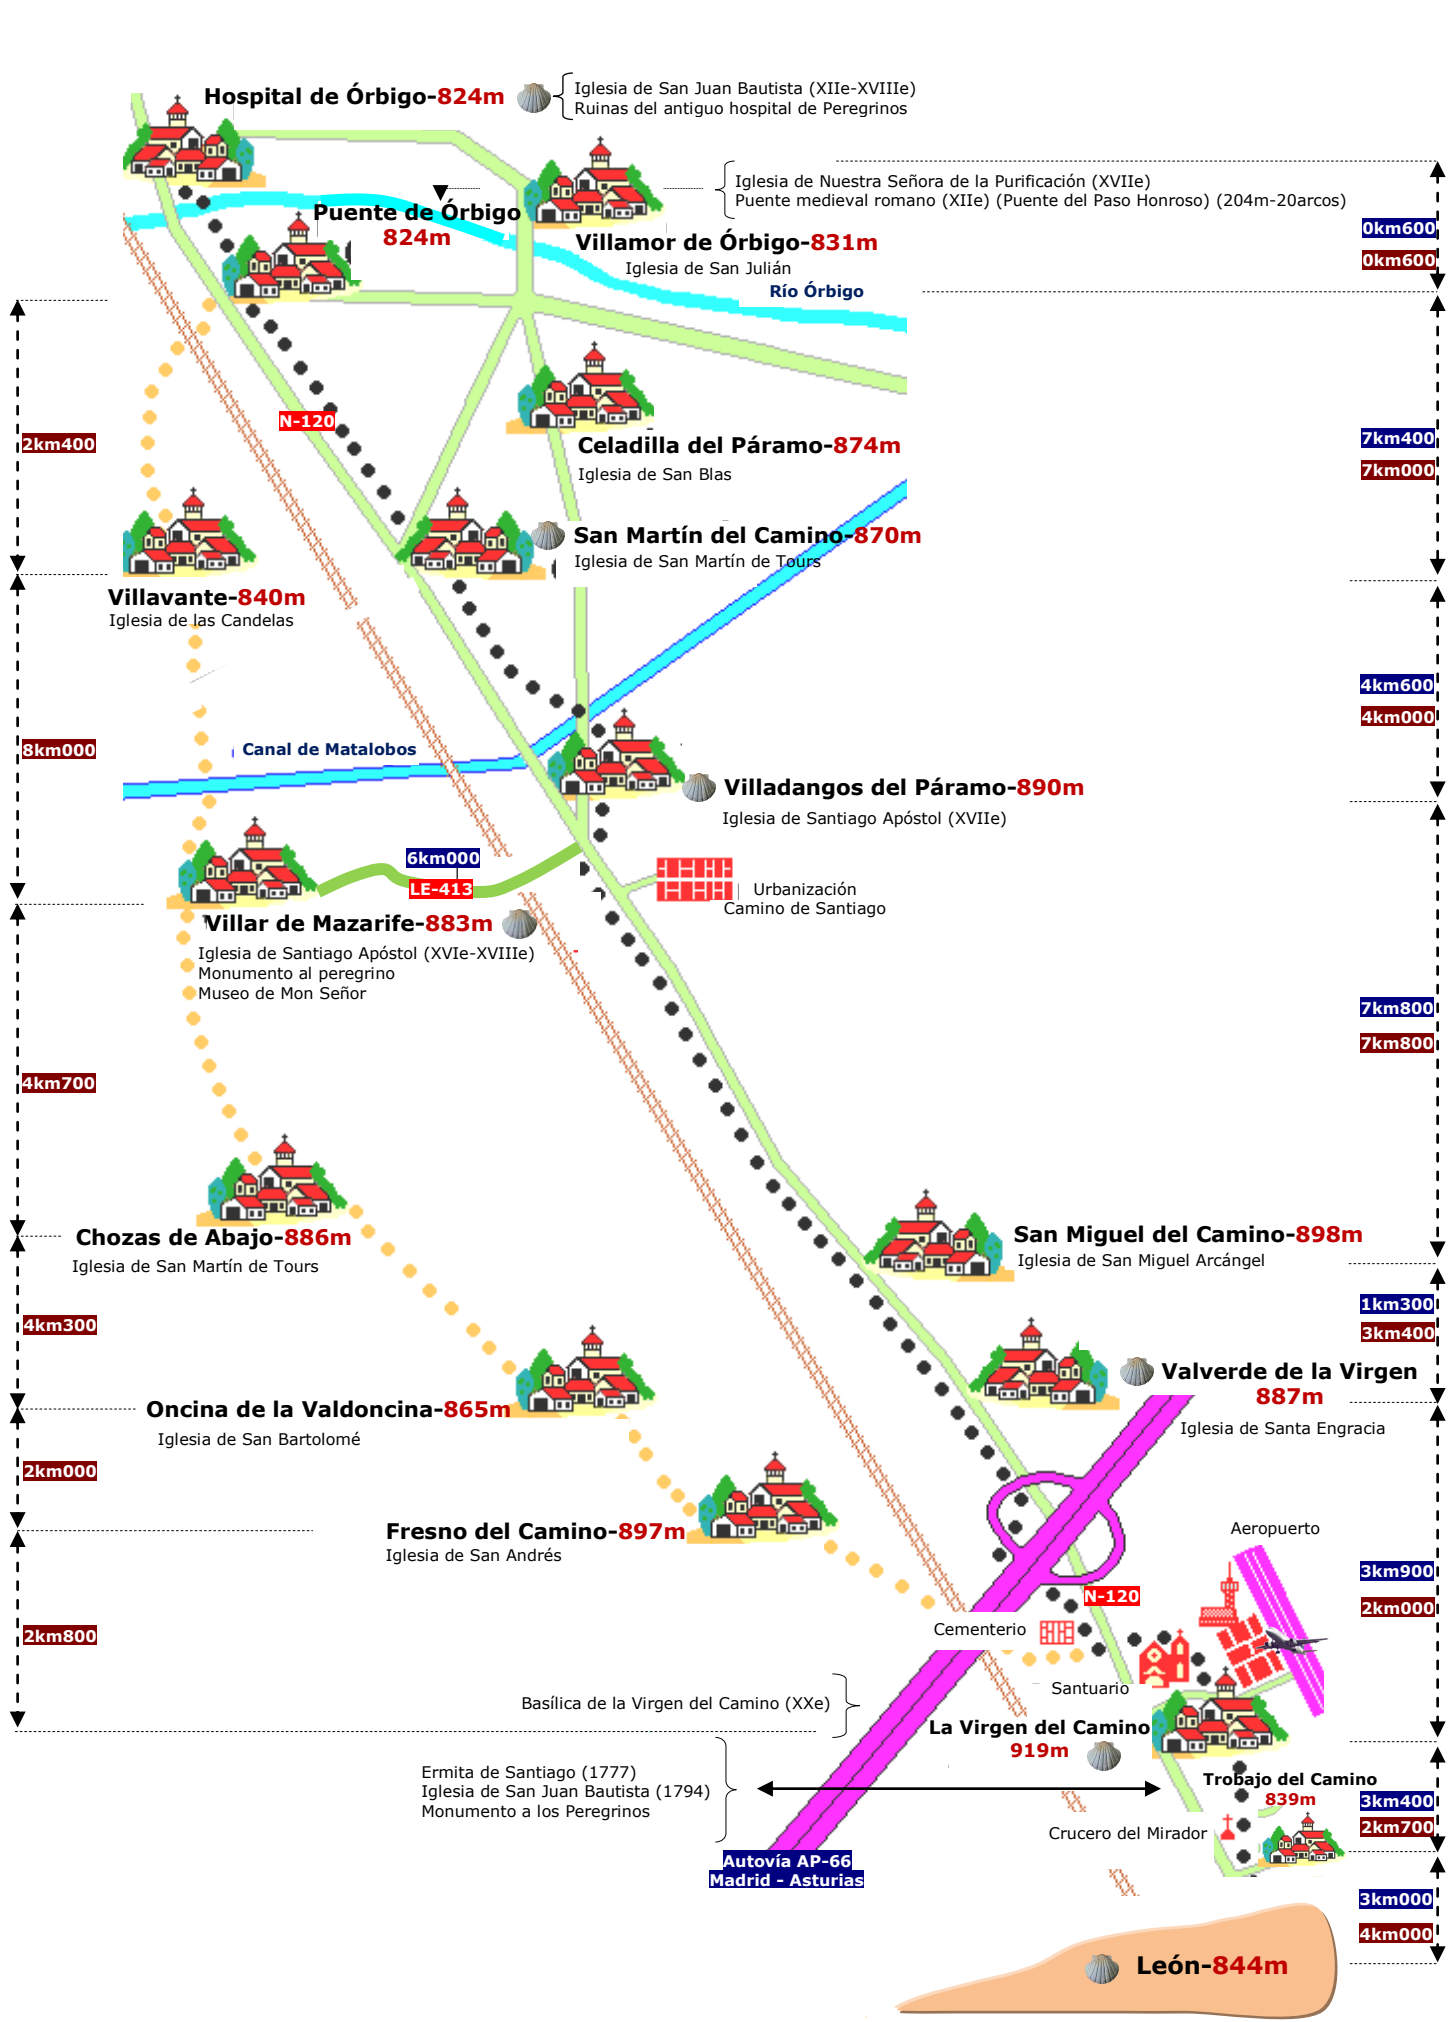 Hospital de Órbigo-824m
Iglesia de San Juan Bautista (XIIe-XVIIIe)
Ruinas del antiguo hospital de Peregrinos
Iglesia de Nuestra Señora de la Purificación (XVIIe)
Puente medieval romano (XIIe) (Puente del Paso Honroso) (204m-20arcos)
Puente de Órbigo
824m
Villamor de Órbigo-831m
Iglesia de San Julián
Río Órbigo
0km600
0km600
N-120
2km400
Celadilla del Páramo-874m
Iglesia de San Blas
7km400
7km000
San Martín del Camino-870m
Iglesia de San Martín de Tours
Villavante-840m
Iglesia de las Candelas
4km600
4km000
8km000
Canal de Matalobos
Villadangos del Páramo-890m
Iglesia de Santiago Apóstol (XVIIe)
6km000
LE-413
Urbanización
Camino de Santiago
Villar de Mazarife-883m
Iglesia de Santiago Apóstol (XVIe-XVIIIe)
Monumento al peregrino
Museo de Mon Señor
7km800
7km800
4km700
Chozas de Abajo-886m
Iglesia de San Martín de Tours
San Miguel del Camino-898m
Iglesia de San Miguel Arcángel
4km300
1km300
3km400
Valverde de la Virgen
887m
Iglesia de Santa Engracia
Oncina de la Valdoncina-865m
Iglesia de San Bartolomé
2km000
Fresno del Camino-897m
Iglesia de San Andrés
Aeropuerto
3km900
2km000
N-120
2km800
Cementerio
Santuario
Basílica de la Virgen del Camino (XXe)
La Virgen del Camino
919m
Ermita de Santiago (1777)
Iglesia de San Juan Bautista (1794)
Monumento a los Peregrinos
Trobajo del Camino
839m
3km400
2km700
Crucero del Mirador
Autovía AP-66
Madrid - Asturias
3km000
4km000
León-844m